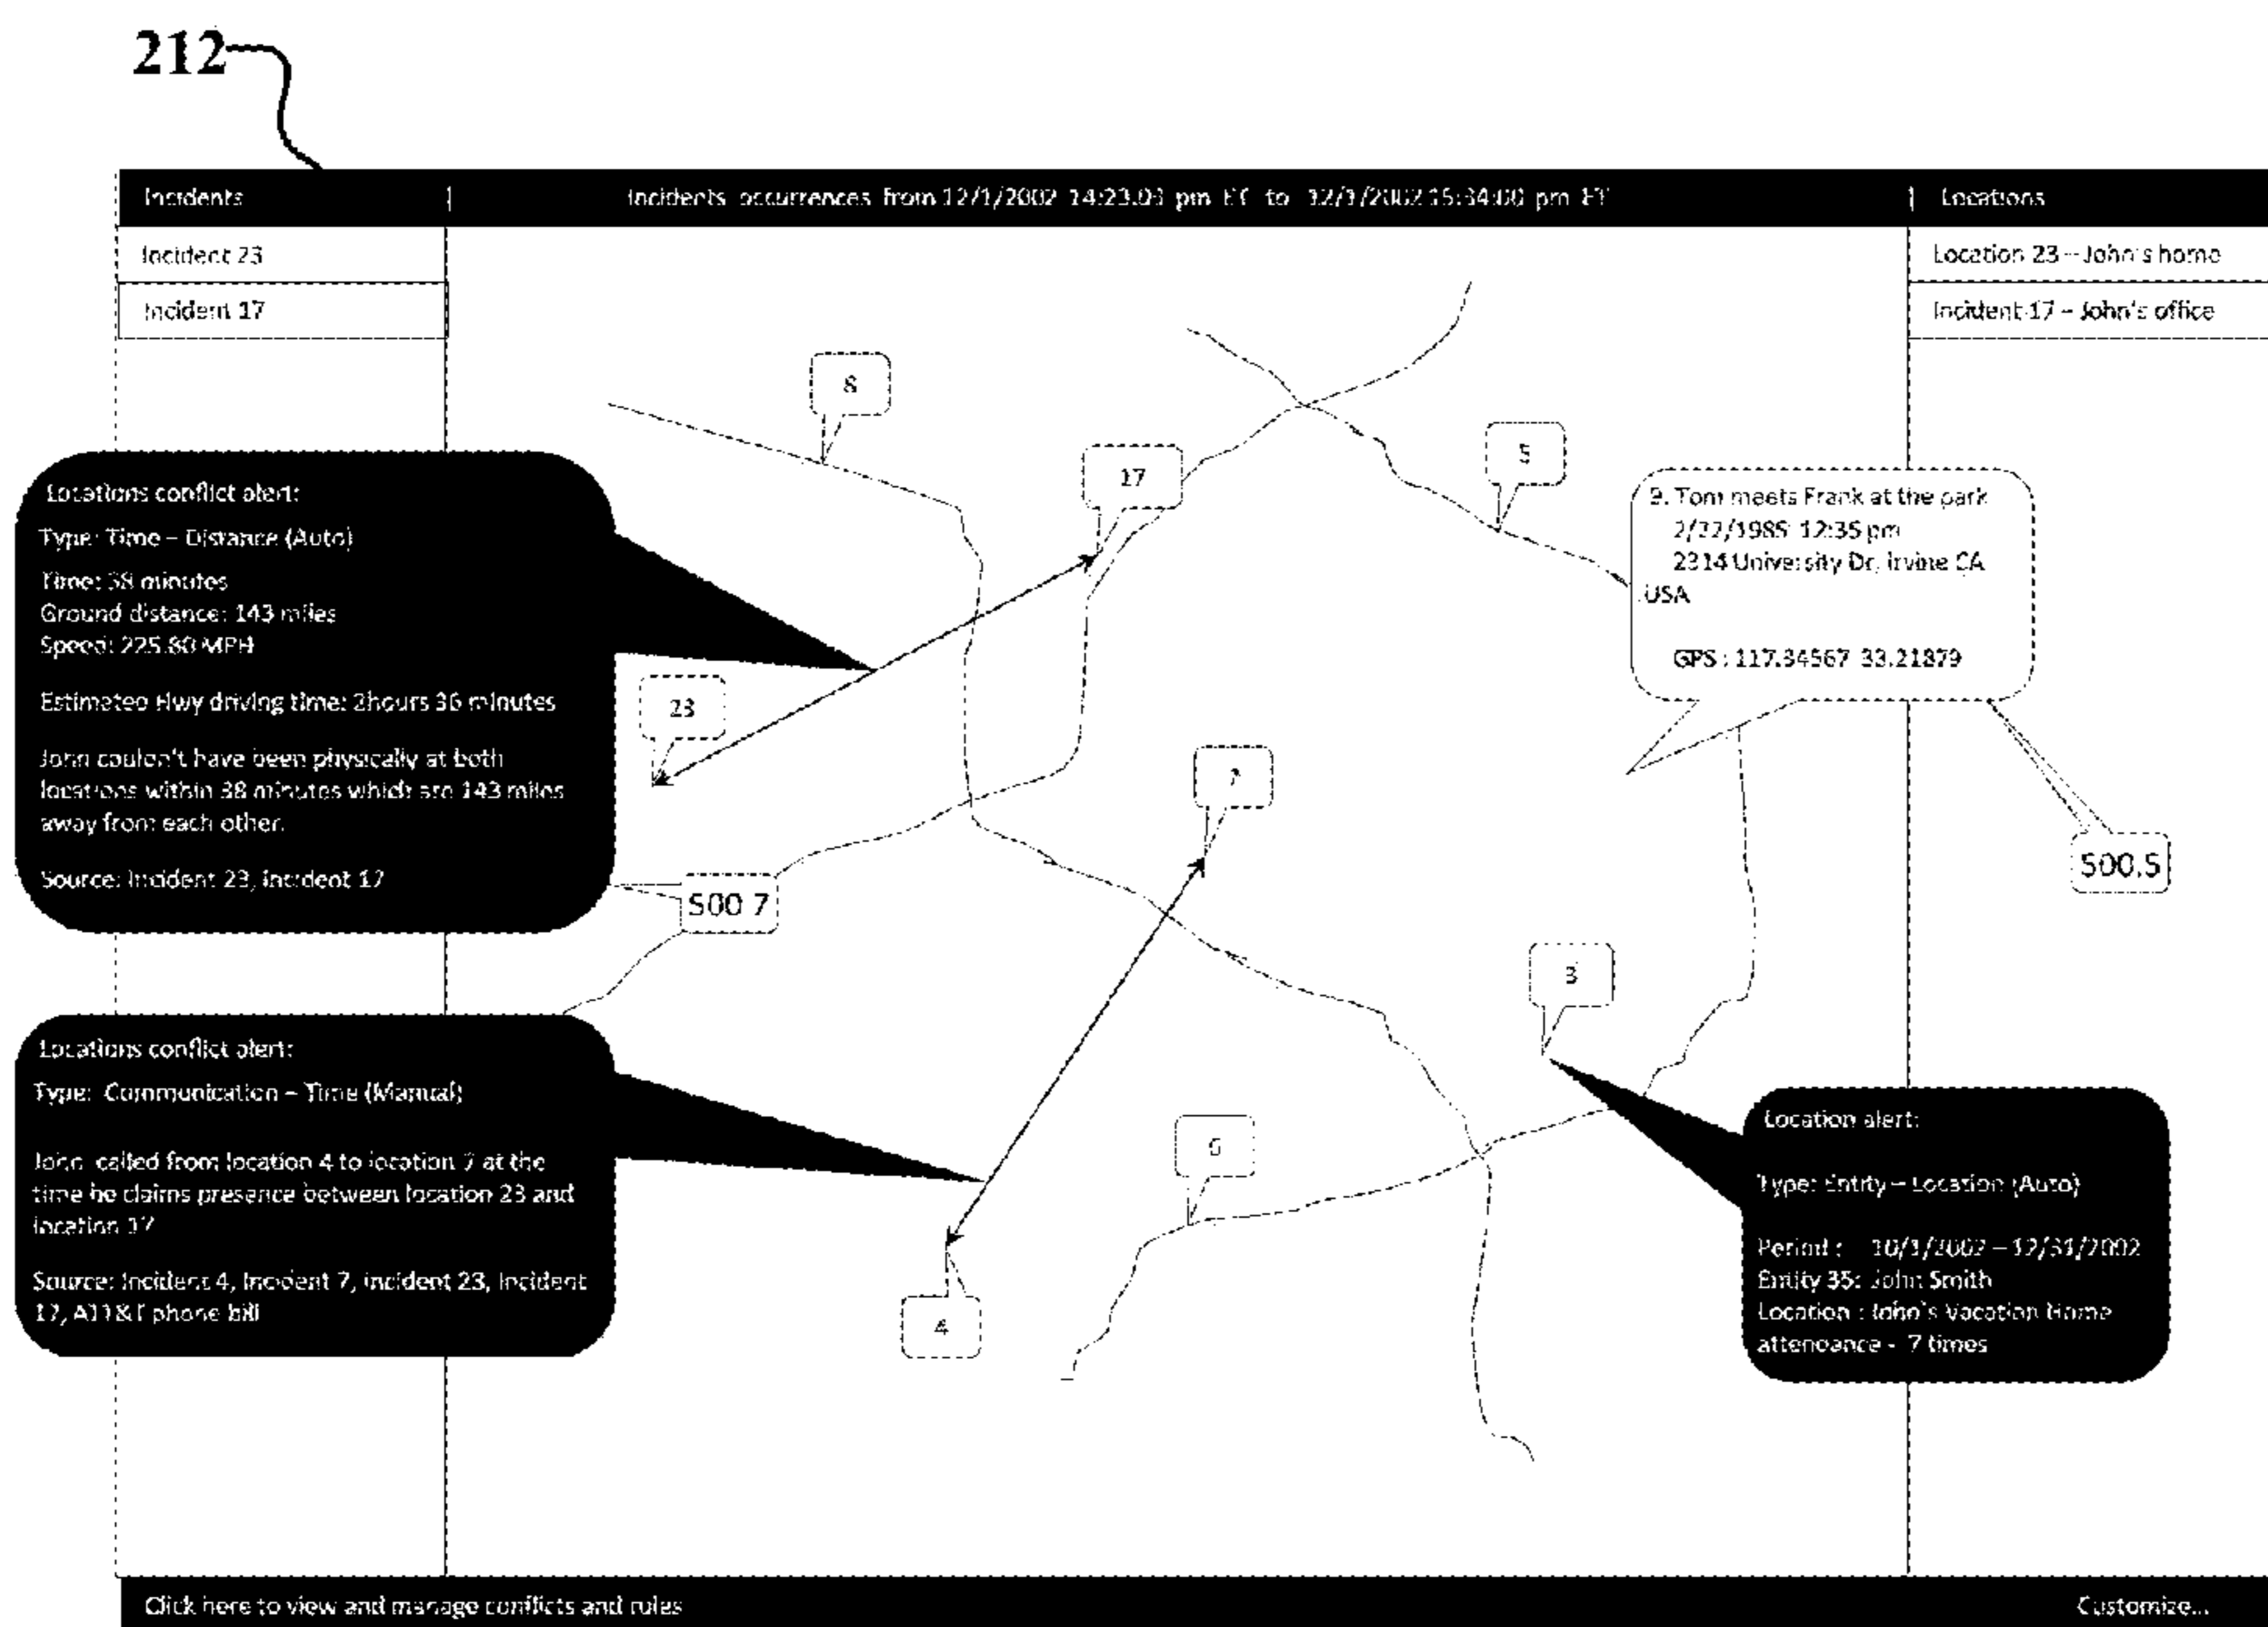 212
Incidents
Incidents occurrences from 12/1/2002 14:23:03 pm ET to 12/1/2002 pm ET
Locations
Incident 23
Incident 17
Location 23 – John's home
Incident 17 – John's office
8
17
5
Locations conflict alert:
Type: Time – Distance (Auto)
Time: 38 minutes
Ground distance: 143 miles
Speed: 225.80 MPH
Estimated Hwy driving time: 2hours 36 minutes
John couldn't have been physically at both
locations within 38 minutes which are 143 miles
away from each other.
Source: Incident 23, Incident 17
9. Tom meets Frank at the park
2/22/1985 12:35 pm
2314 University Dr, Irvine CA
USA
GPS : 117.84567 33.21879
23
7
500.5
500 7
3
Locations conflict alert:
Type: Communication – Time (Manual)
John called from location 4 to location 7 at the
time he claims presence between location 23 and
location 17
Source: Incident 4, Incident 7, incident 23, Incident
17, AT&T phone bill
6
4
Location alert:
Type: Entity – Location (Auto)
Period : 10/1/2002 – 12/31/2002
Entity 35: John Smith
Location : John's Vacation Home
attendance - 7 times
Click here to view and manage conflicts and rules
Customize...